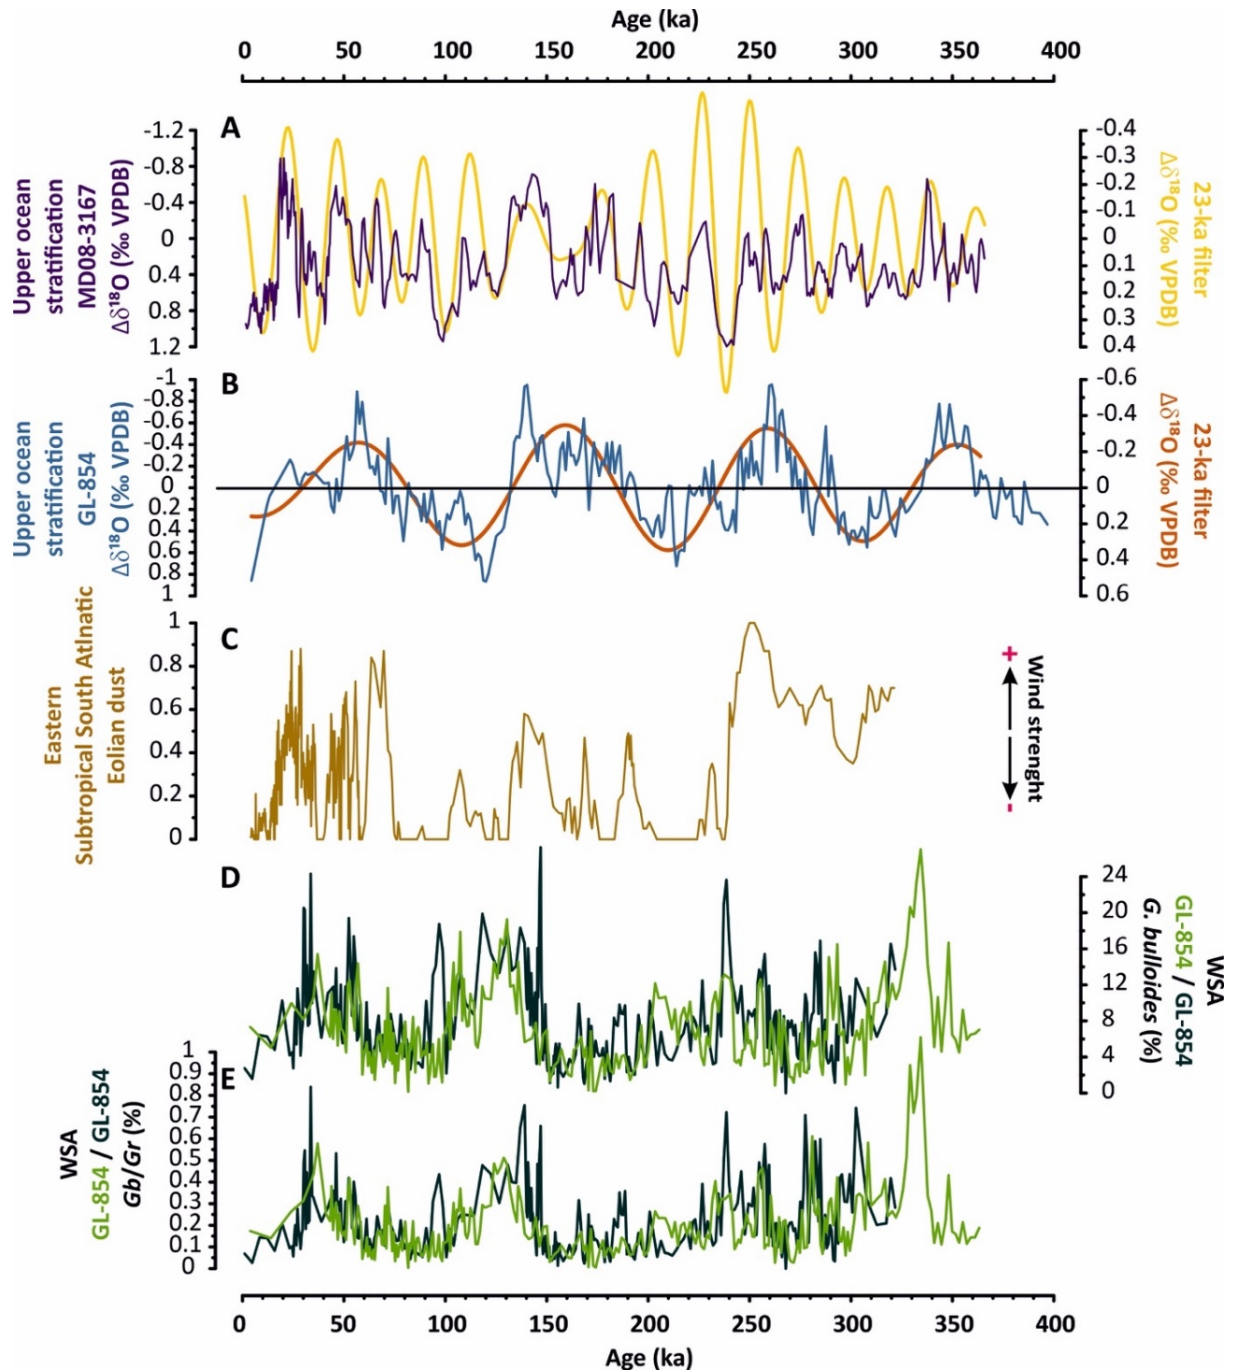 Age (ka)
0 50 100 150 200 250 300 350 400
A
Upper ocean
stratification
MD08-3167
Δδ¹⁸O (‰ VPDB)
-1.2
-0.8
-0.4
0
0.4
0.8
1.2
-0.4
-0.3
-0.2
-0.1
0
0.1
0.2
0.3
0.4
23-ka filter
Δδ¹⁸O (‰ VPDB)
B
Upper ocean
stratification
GL-854
Δδ¹⁸O (‰ VPDB)
-1
-0.8
-0.6
-0.4
-0.2
0
0.2
0.4
0.6
0.8
1
-0.6
-0.4
-0.2
0
0.2
0.4
0.6
23-ka filter
Δδ¹⁸O (‰ VPDB)
C
Eastern
Subtropical South Atlnatic
Eolian dust
1
0.8
0.6
0.4
0.2
0
+
Wind strenght
-
D
24
20
16
12
8
4
0
WSA
GL-854 / GL-854
G. bulloides (%)
E
WSA
GL-854 / GL-854
Gb/Gr (%)
1
0.9
0.8
0.7
0.6
0.5
0.4
0.3
0.2
0.1
0
0 50 100 150 200 250 300 350 400
Age (ka)